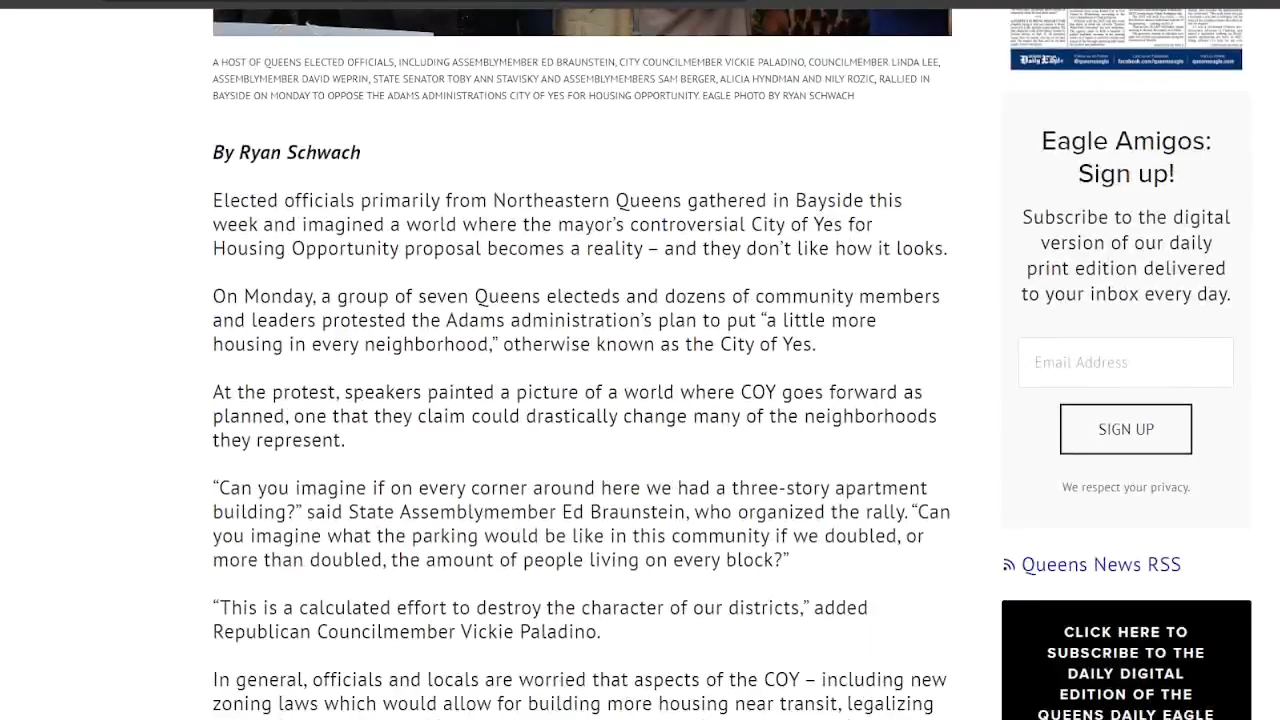 A HOST OF QUEENS ELECTEDS, INCLUDING ASSEMBLYMEMBERS ED BRAUNSTEIN, CITY COUNCILMEMBER VICKIE PALADINO, COUNCILMEMBER LINDA LEE,
ASSEMBLYMEMBER DAVID WEPRIN, STATE SENATOR TOBY ANN STAVISKY AND ASSEMBLYMEMBERS SAM BERGER, ALICIA HYNDMAN AND NILY ROZIC, RALLIED IN
BAYSIDE ON MONDAY TO OPPOSE THE ADAMS ADMINISTRATIONS CITY OF YES FOR HOUSING OPPORTUNITY. EAGLE PHOTO BY RYAN SCHWACH
By Ryan Schwach
Elected officials primarily from Northeastern Queens gathered in Bayside this
week and imagined a world where the mayor’s controversial City of Yes for
Housing Opportunity proposal becomes a reality – and they don’t like how it looks.
On Monday, a group of seven Queens electeds and dozens of community members
and leaders protested the Adams administration’s plan to put “a little more
housing in every neighborhood,” otherwise known as the City of Yes.
At the protest, speakers painted a picture of a world where COY goes forward as
planned, one that they claim could drastically change many of the neighborhoods
they represent.
“Can you imagine if on every corner around here we had a three-story apartment
building?” said State Assemblymember Ed Braunstein, who organized the rally. “Can
you imagine what the parking would be like in this community if we doubled, or
more than doubled, the amount of people living on every block?”
“This is a calculated effort to destroy the character of our districts,” added
Republican Councilmember Vickie Paladino.
In general, officials and locals are worried that aspects of the COY – including new
zoning laws which would allow for building more housing near transit, legalizing
Daily Eagle
facebook.com/queenseagle
queenseagle.com
Eagle Amigos:
Sign up!
Subscribe to the digital
version of our daily
print edition delivered
to your inbox every day.
Email Address
SIGN UP
We respect your privacy.
Queens News RSS
CLICK HERE TO
SUBSCRIBE TO THE
DAILY DIGITAL
EDITION OF THE
QUEENS DAILY EAGLE